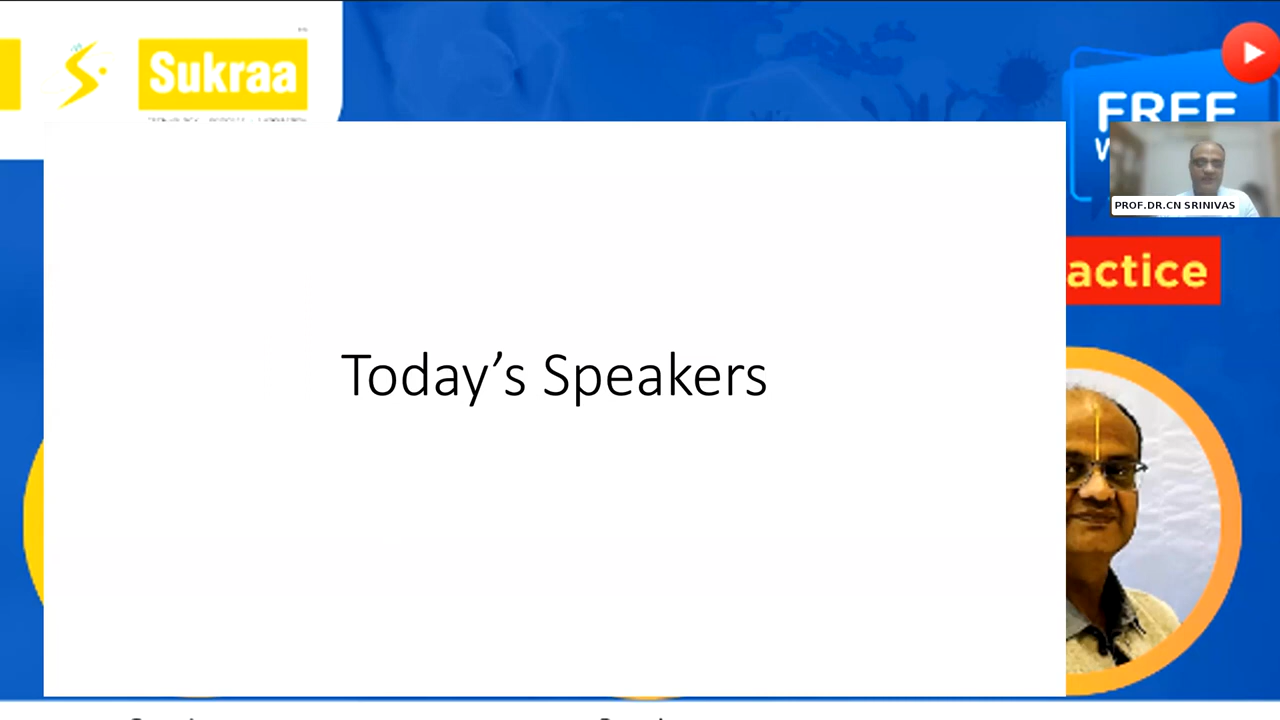 Sukraa
FREE
PROF.DR.CN SRINIVAS
actice
Today’s Speakers